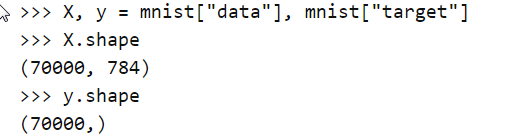 >>> X, y = mnist["data"], mnist["target"]
>>> X.shape
(70000, 784)
>>> y.shape
(70000,)